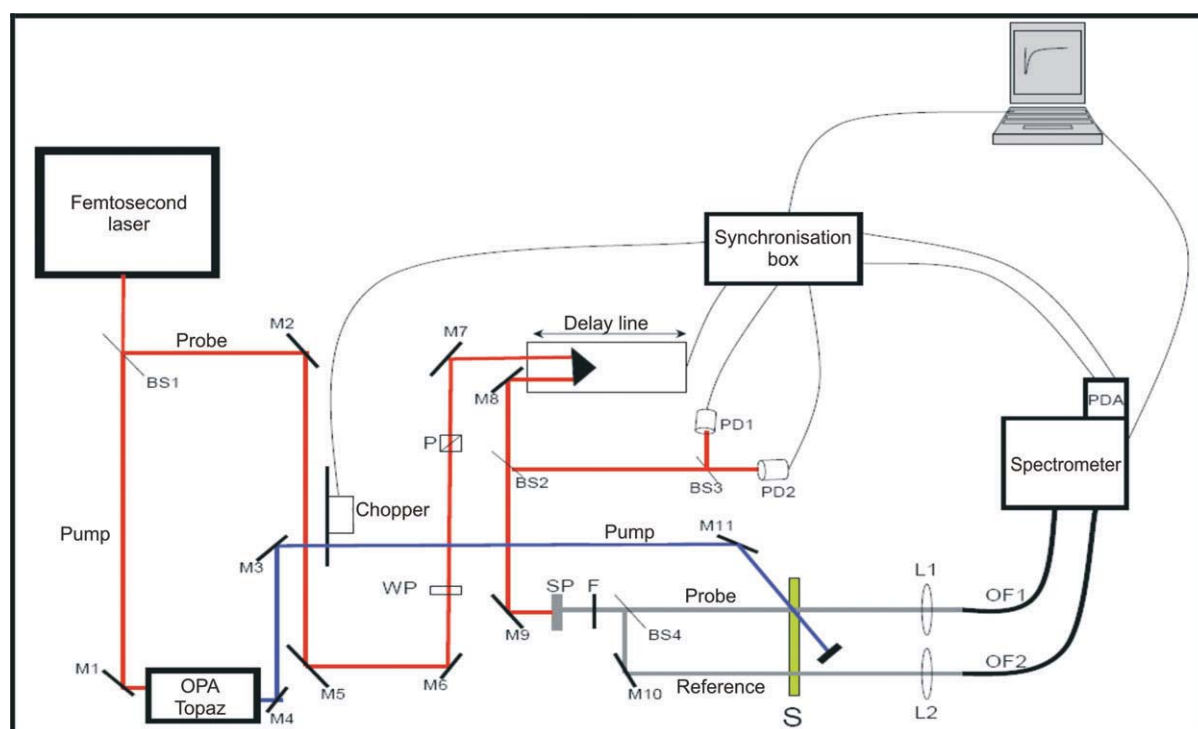 Femtosecond
laser
Synchronisation
box
M2
Probe
M7
Delay line
BS1
M8
PD1
PDA
P
BS2
BS3
PD2
Spectrometer
Chopper
Pump
M3
Pump
M11
WP
SP
F
Probe
L1
OF1
M9
BS4
M1
OPA
Topaz
M4
M5
M6
M10
Reference
S
OF2
L2